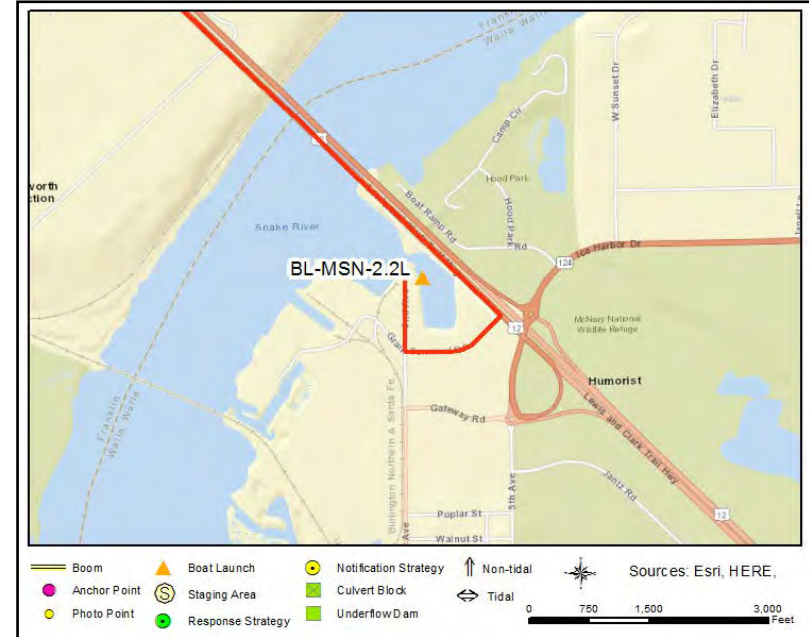 Franklin
Walla Walla
W Sunset Dr
Elizabeth Dr
Camp Cir
Hood Park
Hood Park
Rd
Boat Ramp Rd
Snake River
Ice Harbor Dr
124
BL-MSN-2.2L
12
McNary National
Wildlife Refuge
Humorist
Lewis and Clark Trail Hwy
Franklin
Walla Walla
Burlington Northern & Santa Fe
Gateway Rd
5th Ave
Jantz Rd
Poplar St
Walnut St
Ave
12
Boom
Anchor Point
Photo Point
Boat Launch
Staging Area
S
Response Strategy
Notification Strategy
Culvert Block
Underflow Dam
Non-tidal
Tidal
Sources: Esri, HERE,
0 750 1,500 3,000
Feet